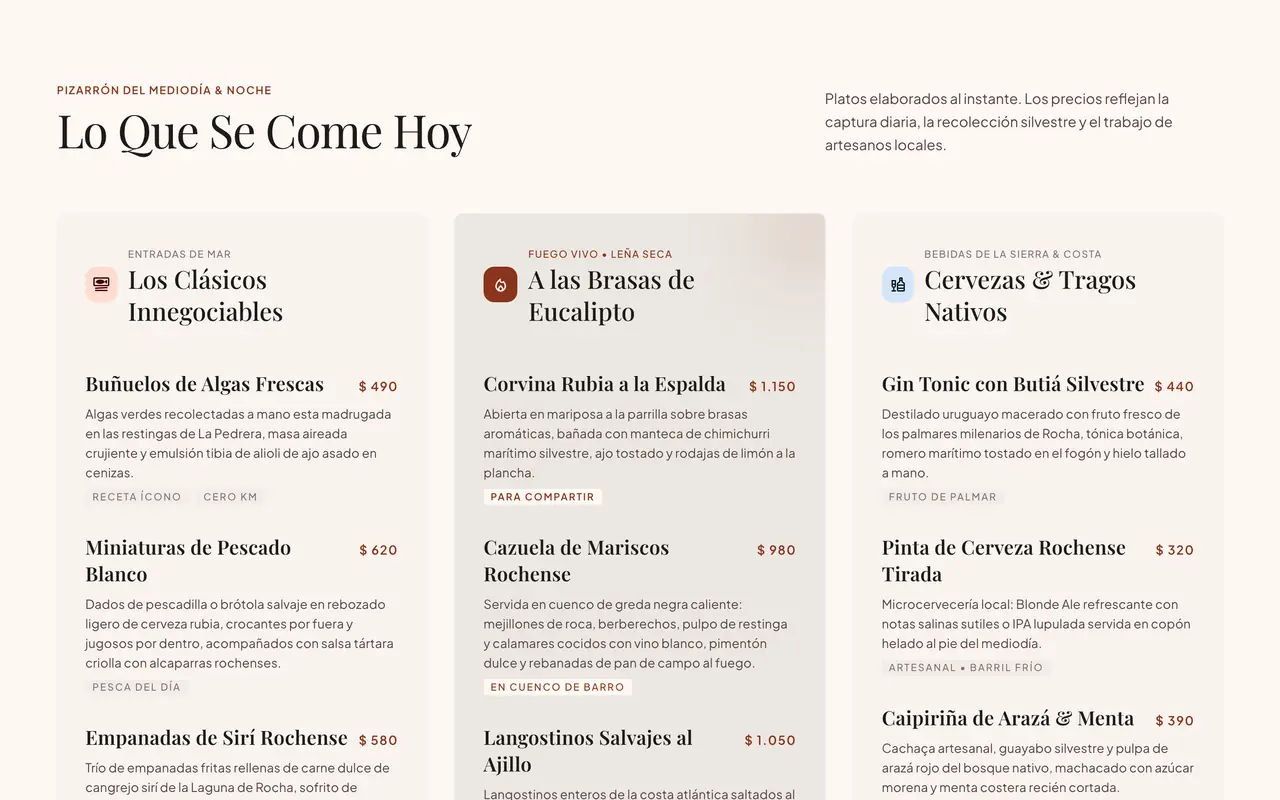 PIZARRÓN DEL MEDIODÍA & NOCHE
Lo Que Se Come Hoy
Platos elaborados al instante. Los precios reflejan la
captura diaria, la recolección silvestre y el trabajo de
artesanos locales.
ENTRADAS DE MAR
Los Clásicos
Innegociables
Buñuelos de Algas Frescas $ 490
Algas verdes recolectadas a mano esta madrugada
en las restingas de La Pedrera, masa aireada
crujiente y emulsión tibia de alioli de ajo asado en
cenizas.
RECETA ÍCONO CERO KM
Miniaturas de Pescado $ 620
Blanco
Dados de pescadilla o brótola salvaje en rebozado
ligero de cerveza rubia, crocantes por fuera y
jugosos por dentro, acompañados con salsa tártara
criolla con alcaparras rochenses.
PESCA DEL DÍA
Empanadas de Sirí Rochense $ 580
Trío de empanadas fritas rellenas de carne dulce de
cangrejo sirí de la Laguna de Rocha, sofrito de
FUEGO VIVO • LEÑA SECA
A las Brasas de
Eucalipto
Corvina Rubia a la Espalda $ 1.150
Abierta en mariposa a la parrilla sobre brasas
aromáticas, bañada con manteca de chimichurri
marítimo silvestre, ajo tostado y rodajas de limón a la
plancha.
PARA COMPARTIR
Cazuela de Mariscos $ 980
Rochense
Servida en cuenco de greda negra caliente:
mejillones de roca, berberechos, pulpo de restinga
y calamares cocidos con vino blanco, pimentón
dulce y rebanadas de pan de campo al fuego.
EN CUENCO DE BARRO
Langostinos Salvajes al $ 1.050
Ajillo
Langostinos enteros de la costa atlántica saltados al
BEBIDAS DE LA SIERRA & COSTA
Cervezas & Tragos
Nativos
Gin Tonic con Butiá Silvestre $ 440
Destilado uruguayo macerado con fruto fresco de
los palmares milenarios de Rocha, tónica botánica,
romero marítimo tostado en el fogón y hielo tallado
a mano.
FRUTO DE PALMAR
Pinta de Cerveza Rochense $ 320
Tirada
Microcervecería local: Blonde Ale refrescante con
notas salinas sutiles o IPA lupulada servida en copón
helado al pie del mediodía.
ARTESANAL • BARRIL FRÍO
Caipiriña de Arazá & Menta $ 390
Cachaça artesanal, guayabo silvestre y pulpa de
arazá rojo del bosque nativo, machacado con azúcar
morena y menta costera recién cortada.